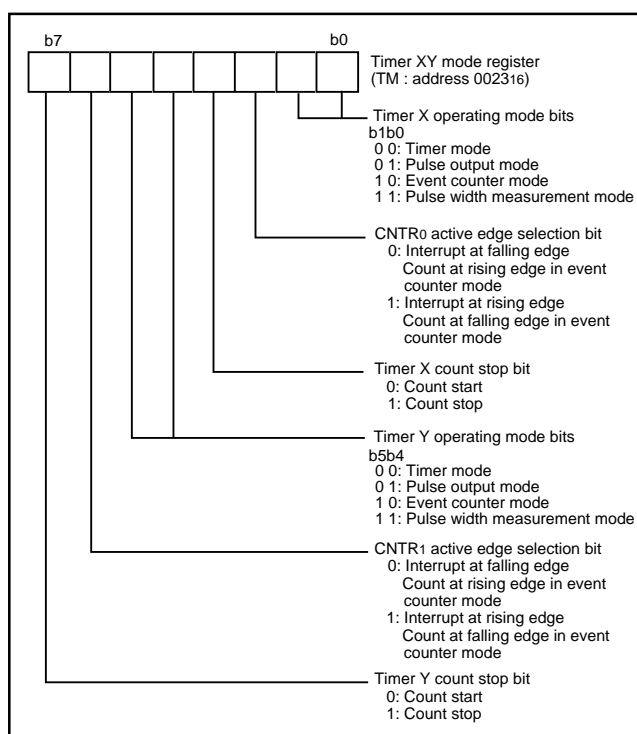 b7 b0
Timer XY mode register
(TM : address 002316)
Timer X operating mode bits
b1b0
0 0: Timer mode
0 1: Pulse output mode
1 0: Event counter mode
1 1: Pulse width measurement mode
CNTR0 active edge selection bit
0: Interrupt at falling edge
Count at rising edge in event
counter mode
1: Interrupt at rising edge
Count at falling edge in event
counter mode
Timer X count stop bit
0: Count start
1: Count stop
Timer Y operating mode bits
b5b4
0 0: Timer mode
0 1: Pulse output mode
1 0: Event counter mode
1 1: Pulse width measurement mode
CNTR1 active edge selection bit
0: Interrupt at falling edge
Count at rising edge in event
counter mode
1: Interrupt at rising edge
Count at falling edge in event
counter mode
Timer Y count stop bit
0: Count start
1: Count stop